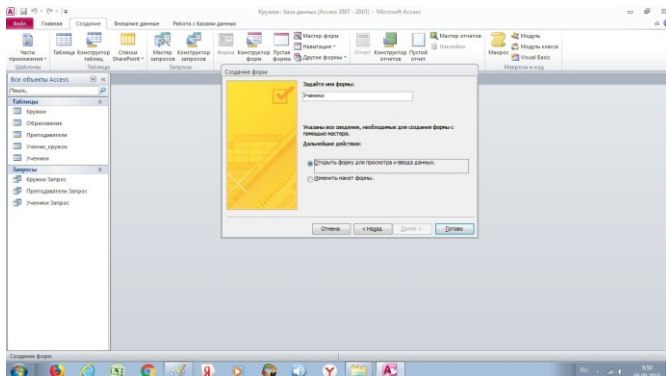 Кружки : база данных (Access 2007 - 2010) - Microsoft Access
Файл Главная Создание Внешние данные Работа с базами данных
Части приложения
Таблица
Конструктор таблиц
Списки SharePoint
Мастер запросов
Конструктор запросов
Форма
Конструктор форм
Пустая форма
Мастер форм
Навигация
Другие формы
Отчет
Конструктор отчетов
Пустой отчет
Мастер отчетов
Наклейки
Макрос
Модуль
Модуль класса
Visual Basic
Шаблоны Таблицы Запросы Макросы и код
Все объекты Access
Поиск...
Таблицы
Кружки
Образование
Преподаватели
Ученик_кружок
Ученики
Запросы
Кружки Запрос
Преподаватели Запрос
Ученики Запрос
Создание форм
Задайте имя формы:
Ученики
Указаны все сведения, необходимые для создания формы с
помощью мастера.
Дальнейшие действия:
Открыть форму для просмотра и ввода данных.
Изменить макет формы.
Отмена < Назад Далее > Готово
Создание форм
RU
9:50